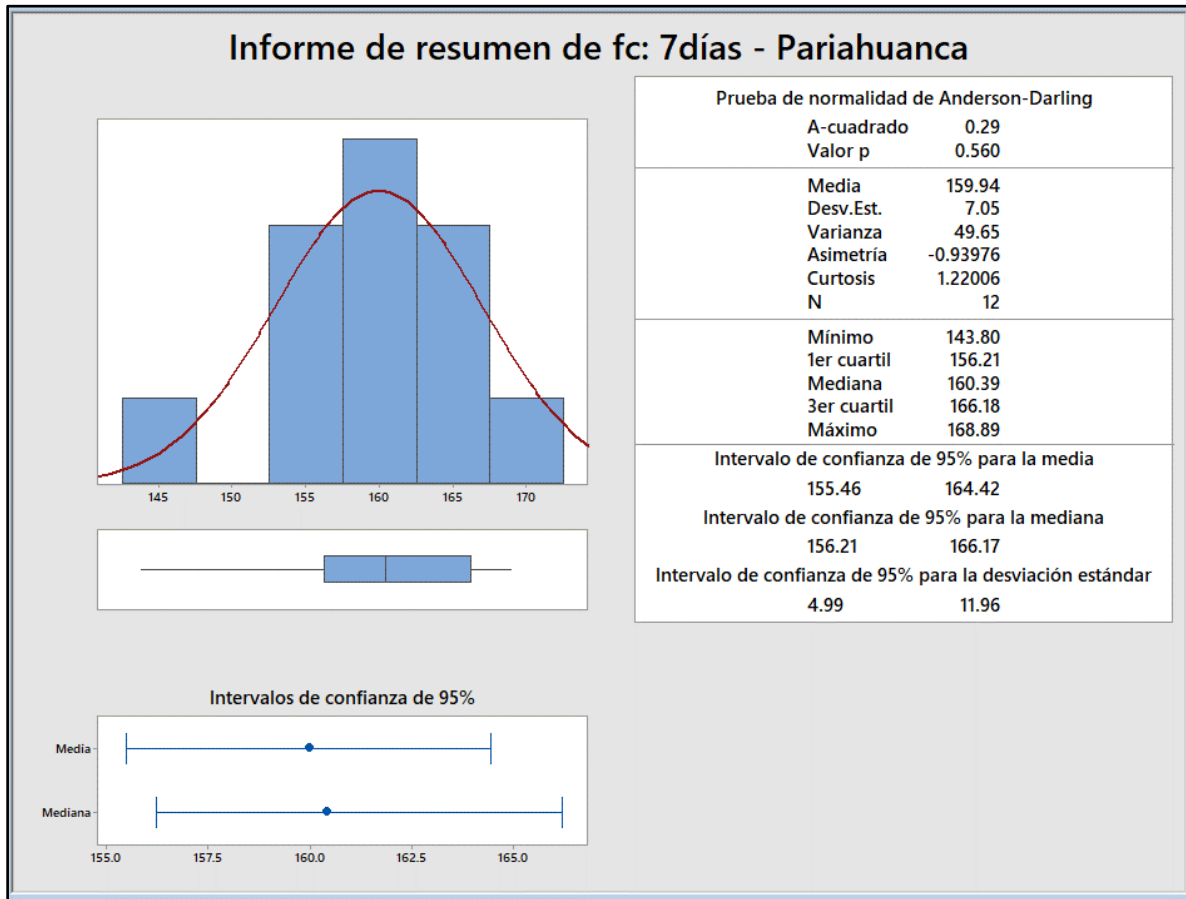 Informe de resumen de fc: 7días - Pariahuanca
145 150 155 160 165 170
Intervalos de confianza de 95%
Media
Mediana
155.0 157.5 160.0 162.5 165.0
Prueba de normalidad de Anderson-Darling
A-cuadrado 0.29
Valor p 0.560
Media 159.94
Desv.Est. 7.05
Varianza 49.65
Asimetría -0.93976
Curtosis 1.22006
N 12
Mínimo 143.80
1er cuartil 156.21
Mediana 160.39
3er cuartil 166.18
Máximo 168.89
Intervalo de confianza de 95% para la media
155.46 164.42
Intervalo de confianza de 95% para la mediana
156.21 166.17
Intervalo de confianza de 95% para la desviación estándar
4.99 11.96